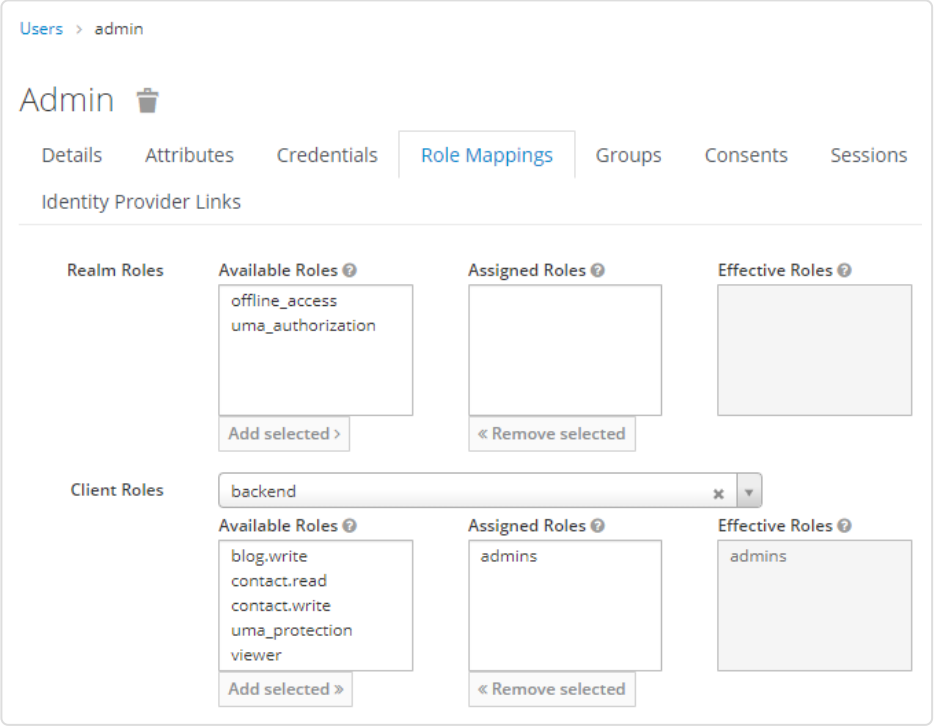 Users > admin
Admin
Details Attributes Credentials Role Mappings Groups Consents Sessions
Identity Provider Links
Realm Roles Available Roles ? Assigned Roles ? Effective Roles ?
offline_access
uma_authorization
Add selected > « Remove selected
Client Roles backend × ▼
Available Roles ? Assigned Roles ? Effective Roles ?
blog.write admins admins
contact.read
contact.write
uma_protection
viewer
Add selected » « Remove selected